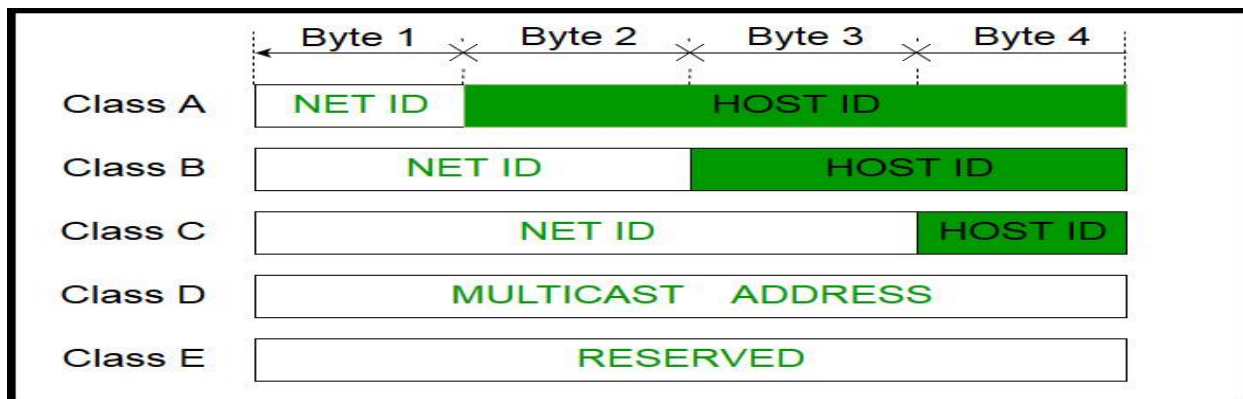 Byte 1 Byte 2 Byte 3 Byte 4
Class A NET ID HOST ID
Class B NET ID HOST ID
Class C NET ID HOST ID
Class D MULTICAST ADDRESS
Class E RESERVED